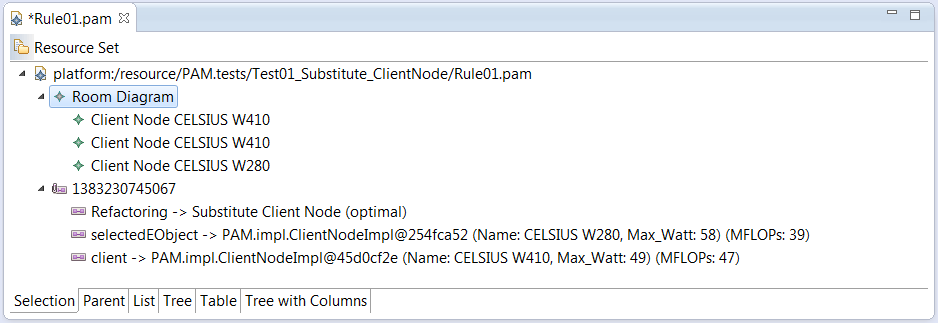 *Rule01.pam
Resource Set
platform:/resource/PAM.tests/Test01_Substitute_ClientNode/Rule01.pam
Room Diagram
Client Node CELSIUS W410
Client Node CELSIUS W410
Client Node CELSIUS W280
1383230745067
Refactoring -> Substitute Client Node (optimal)
selectedEObject -> PAM.impl.ClientNodeImpl@254fca52 (Name: CELSIUS W280, Max_Watt: 58) (MFLOPs: 39)
client -> PAM.impl.ClientNodeImpl@45d0cf2e (Name: CELSIUS W410, Max_Watt: 49) (MFLOPs: 47)
Selection Parent List Tree Table Tree with Columns